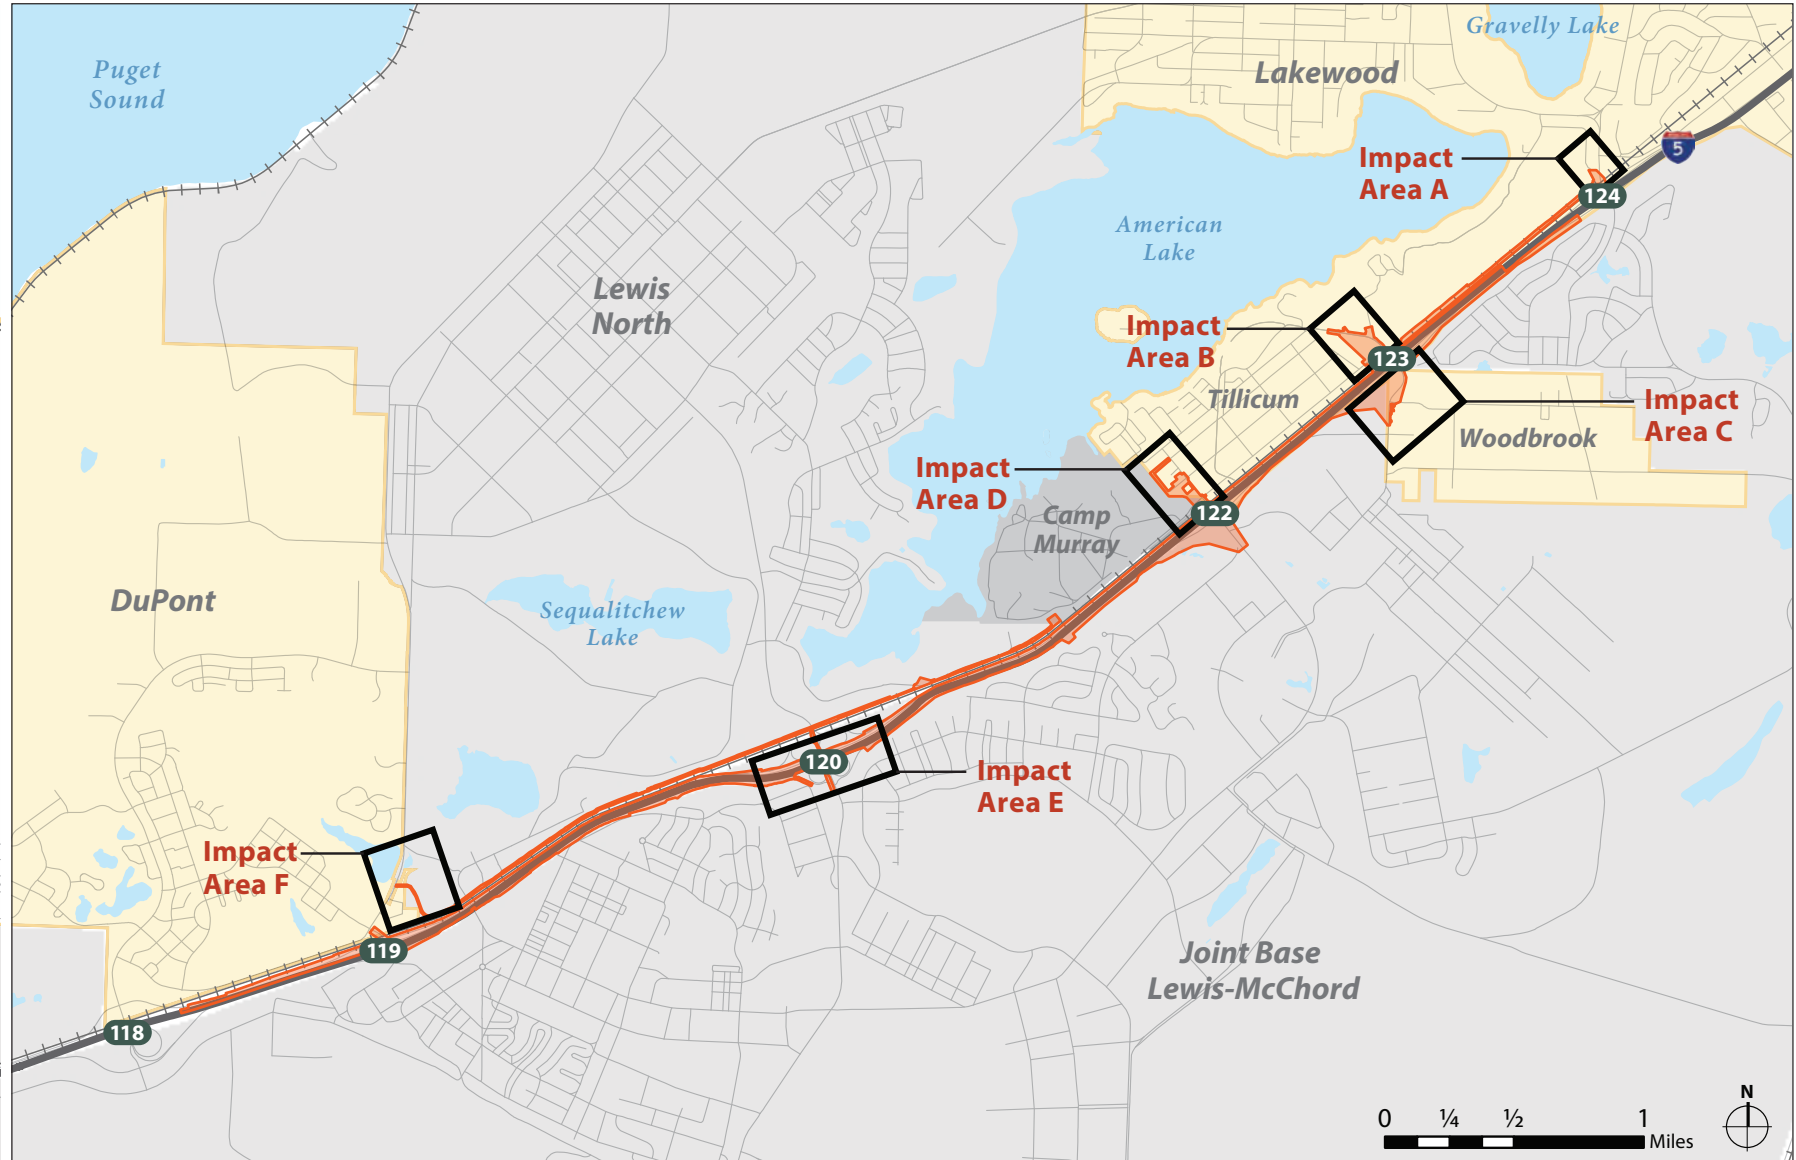 Puget
Sound
Gravelly Lake
Lakewood
5
Impact
Area A
124
American
Lake
Lewis
North
Impact
Area B
123
Tillicum
Impact
Area C
Woodbrook
Impact
Area D
122
Camp
Murray
DuPont
Sequalitchew
Lake
120
Impact
Area E
Impact
Area F
119
Joint Base
Lewis-McChord
118
N
0 ¼ ½ 1
Miles